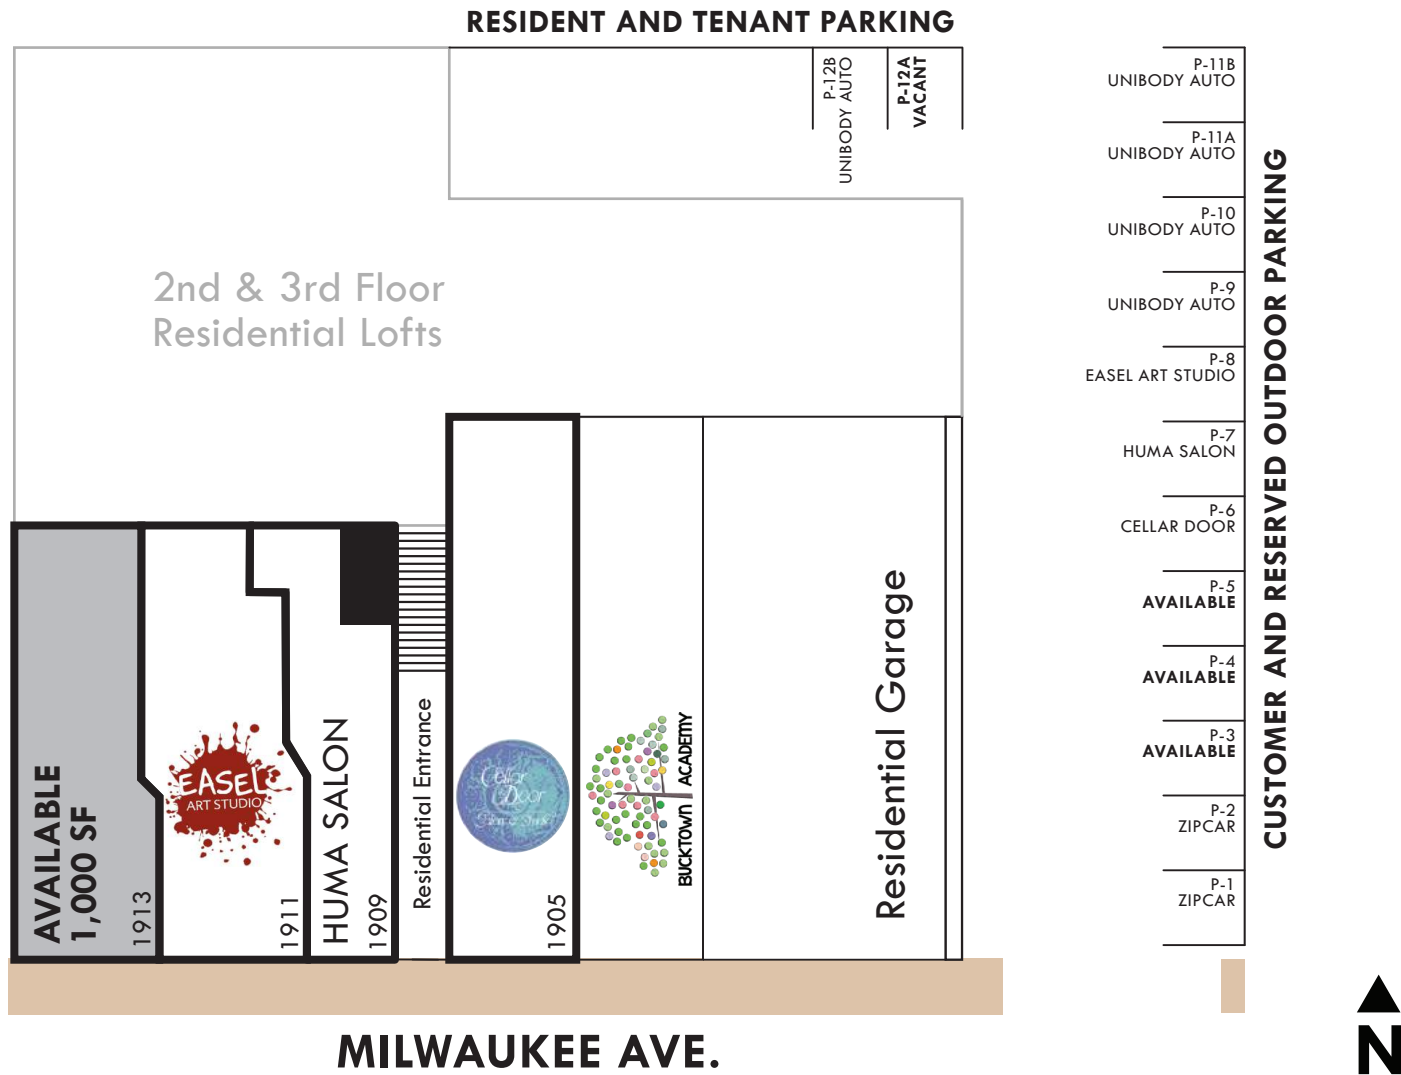 RESIDENT AND TENANT PARKING
P-12B
UNIBODY AUTO
P-12A
VACANT
P-11B
UNIBODY AUTO
P-11A
UNIBODY AUTO
P-10
UNIBODY AUTO
P-9
UNIBODY AUTO
P-8
EASEL ART STUDIO
P-7
HUMA SALON
P-6
CELLAR DOOR
P-5
AVAILABLE
P-4
AVAILABLE
P-3
AVAILABLE
P-2
ZIPCAR
P-1
ZIPCAR
CUSTOMER AND RESERVED OUTDOOR PARKING
2nd & 3rd Floor
Residential Lofts
AVAILABLE
1,000 SF
1913
EASEL
ART STUDIO
1911
HUMA SALON
1909
Residential Entrance
Cellar
Door
1905
BUCKTOWN ACADEMY
Residential Garage
MILWAUKEE AVE.
N